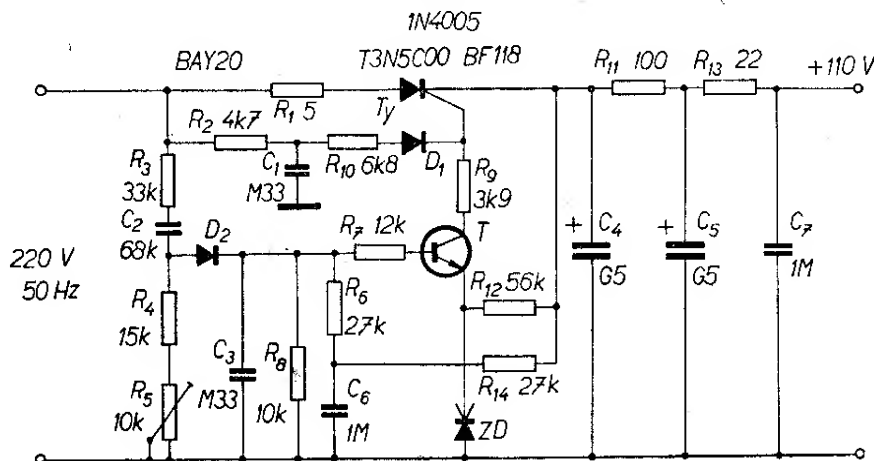 1N4005
BAY20 T3N5C00 BF118 R11 100 R13 22 +110 V
R1 5 Ty
R2 4k7 R10 6k8 D1
R3 33k C1 M33 R9 3k9
C2 68k D2 R7 12k T C4 G5 C5 G5 C7 1M
220 V
50 Hz
R4 15k R6 27k R12 56k
C3 M33 R8 10k R14 27k
R5 10k C6 1M ZD
+ +